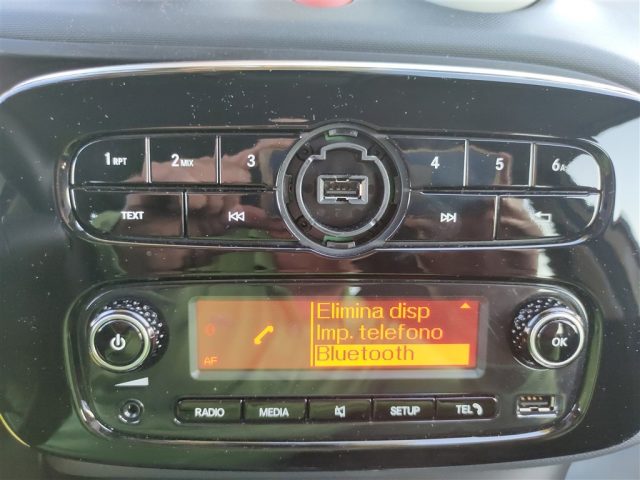 1 RPT 2 MIX 3 4 5 6
TEXT
Elimina disp
Imp. telefono
AF Bluetooth
OK
RADIO MEDIA SETUP TEL